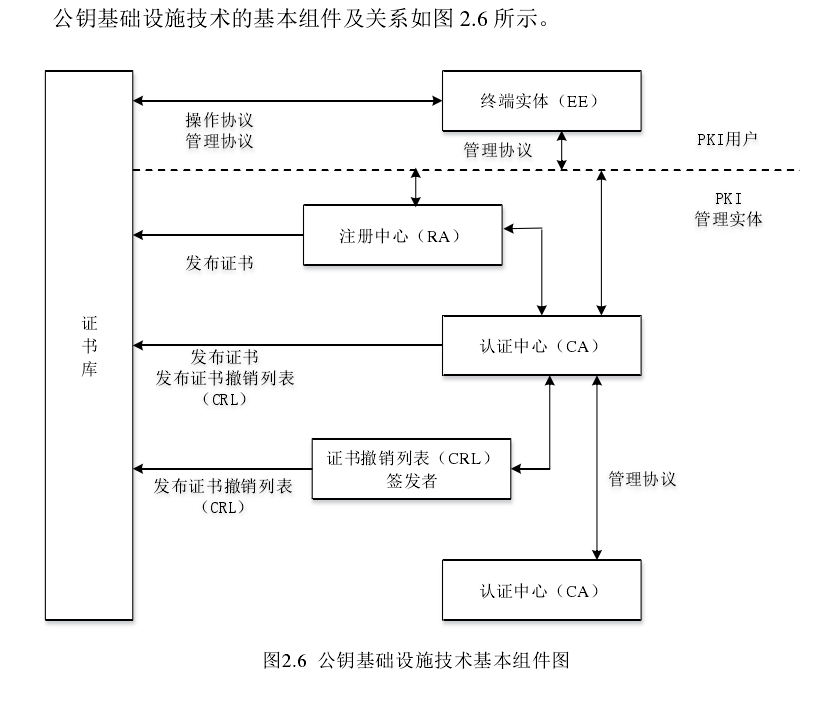 公钥基础设施技术的基本组件及关系如图 2.6 所示。
终端实体（EE）
操作协议
管理协议
管理协议
PKI用户
PKI
管理实体
注册中心（RA）
发布证书
证
书
库
认证中心（CA）
发布证书
发布证书撤销列表
（CRL）
证书撤销列表（CRL）
签发者
发布证书撤销列表
（CRL）
管理协议
认证中心（CA）
图2.6 公钥基础设施技术基本组件图